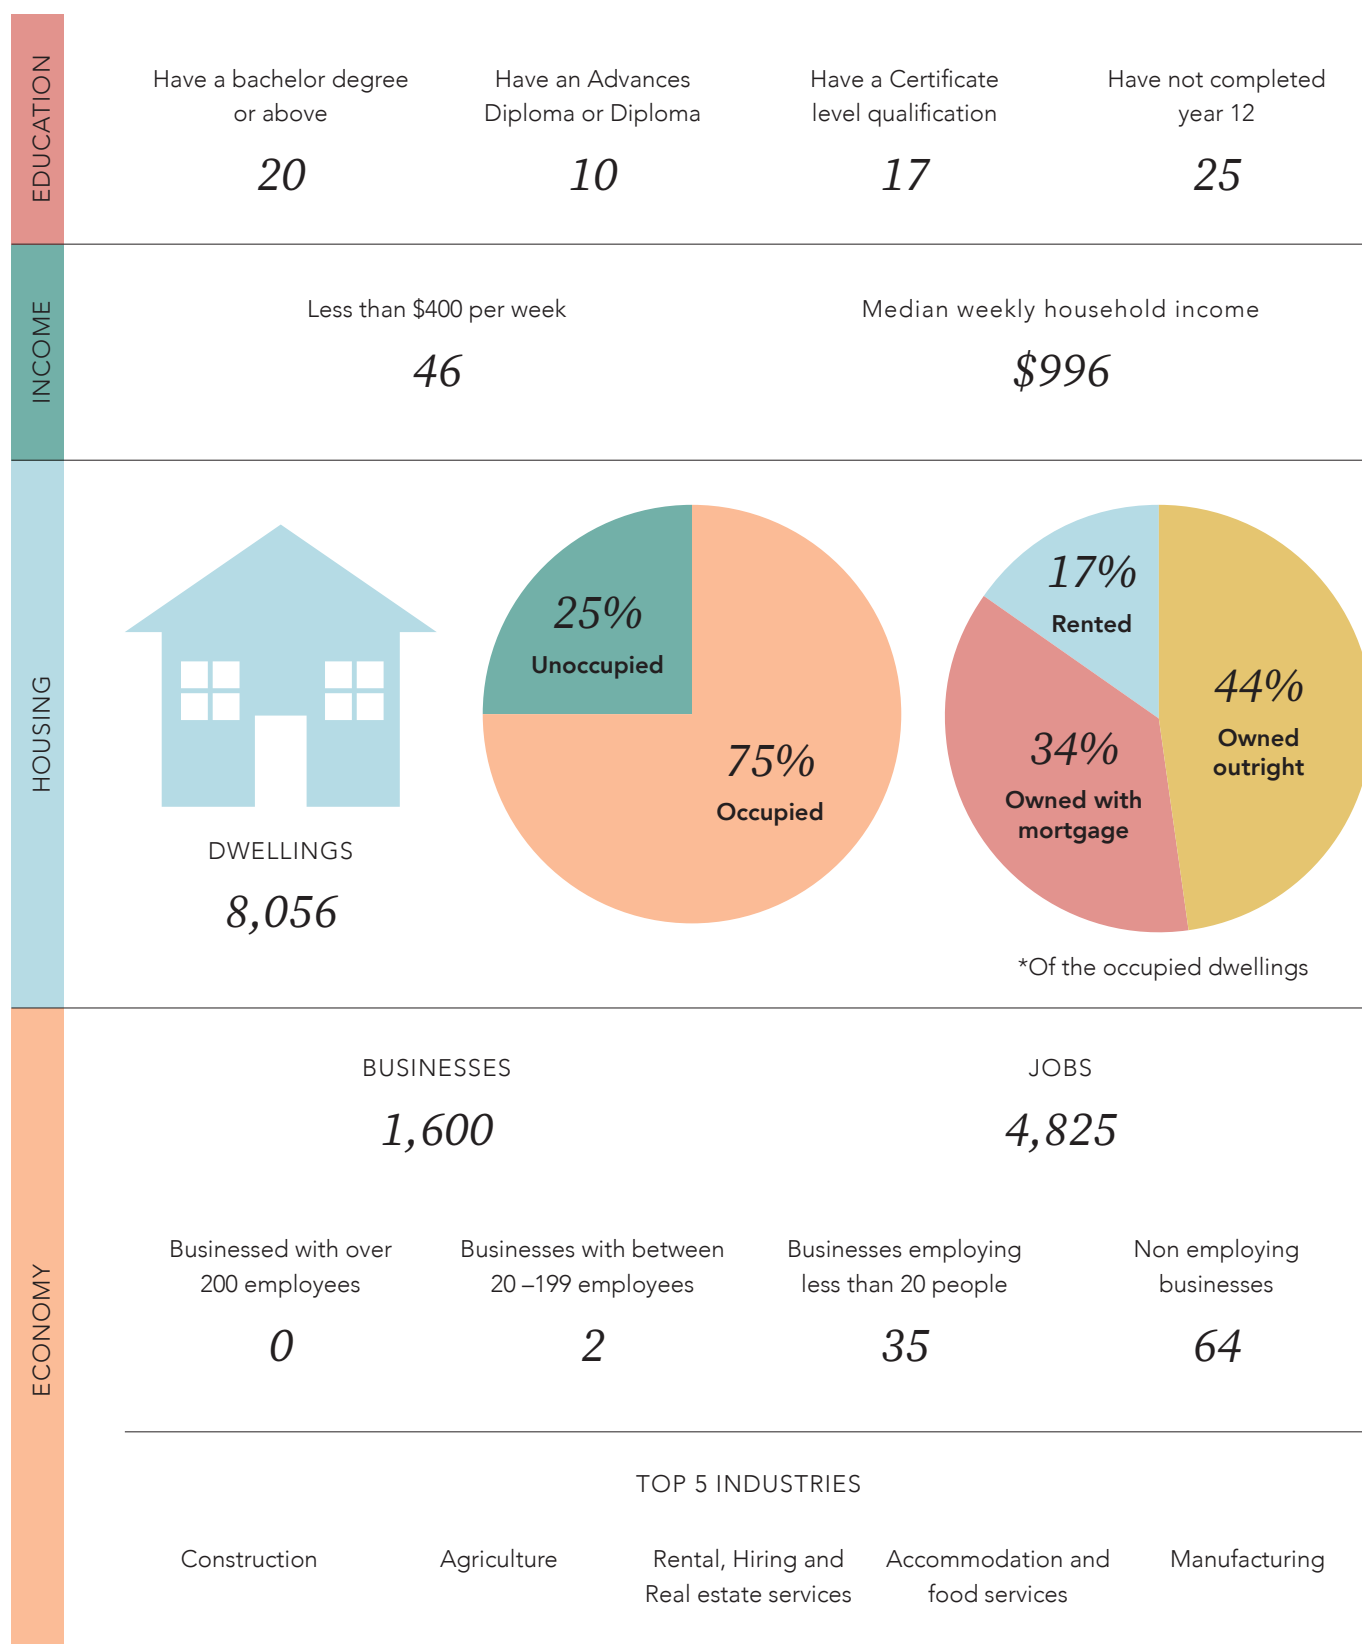 EDUCATION
Have a bachelor degree
or above
20
Have an Advances
Diploma or Diploma
10
Have a Certificate
level qualification
17
Have not completed
year 12
25
INCOME
Less than $400 per week
46
Median weekly household income
$996
HOUSING
DWELLINGS
8,056
25%
Unoccupied
75%
Occupied
17%
Rented
44%
Owned
outright
34%
Owned with
mortgage
*Of the occupied dwellings
ECONOMY
BUSINESSES
1,600
JOBS
4,825
Businessed with over
200 employees
0
Businesses with between
20 –199 employees
2
Businesses employing
less than 20 people
35
Non employing
businesses
64
TOP 5 INDUSTRIES
Construction
Agriculture
Rental, Hiring and
Real estate services
Accommodation and
food services
Manufacturing